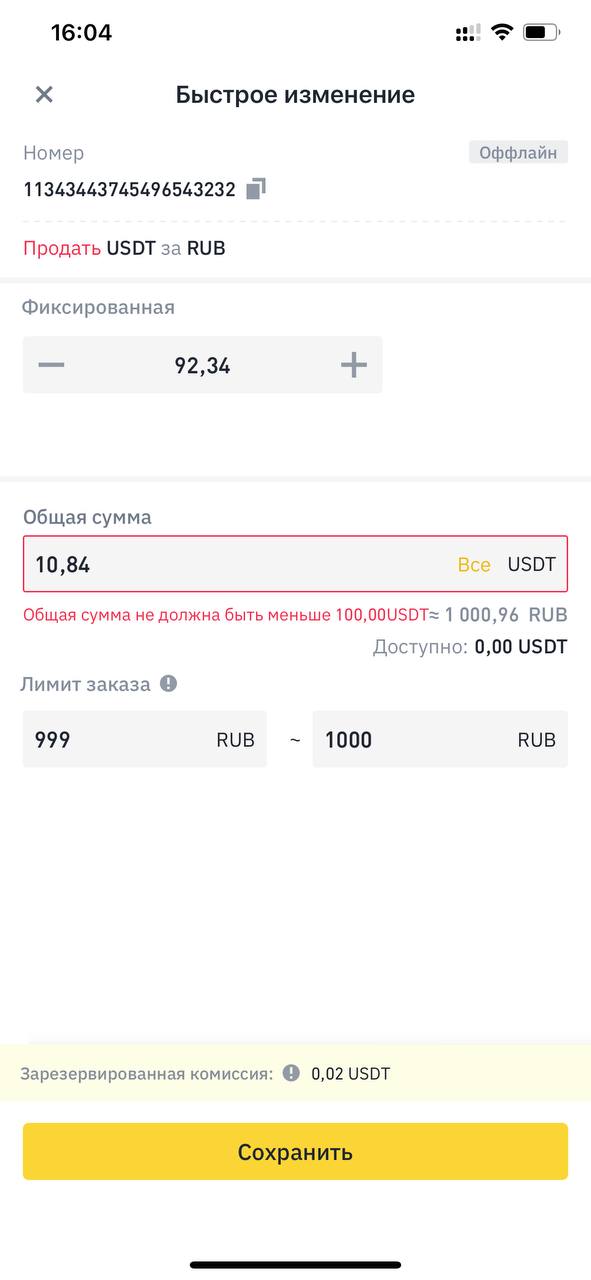 16:04
Быстрое изменение
Номер
Оффлайн
11343443745496543232
Продать USDT за RUB
Фиксированная
92,34
Общая сумма
10,84 Все USDT
Общая сумма не должна быть меньше 100,00USDT≈ 1 000,96 RUB
Доступно: 0,00 USDT
Лимит заказа
999 RUB ~ 1000 RUB
Зарезервированная комиссия: 0,02 USDT
Сохранить